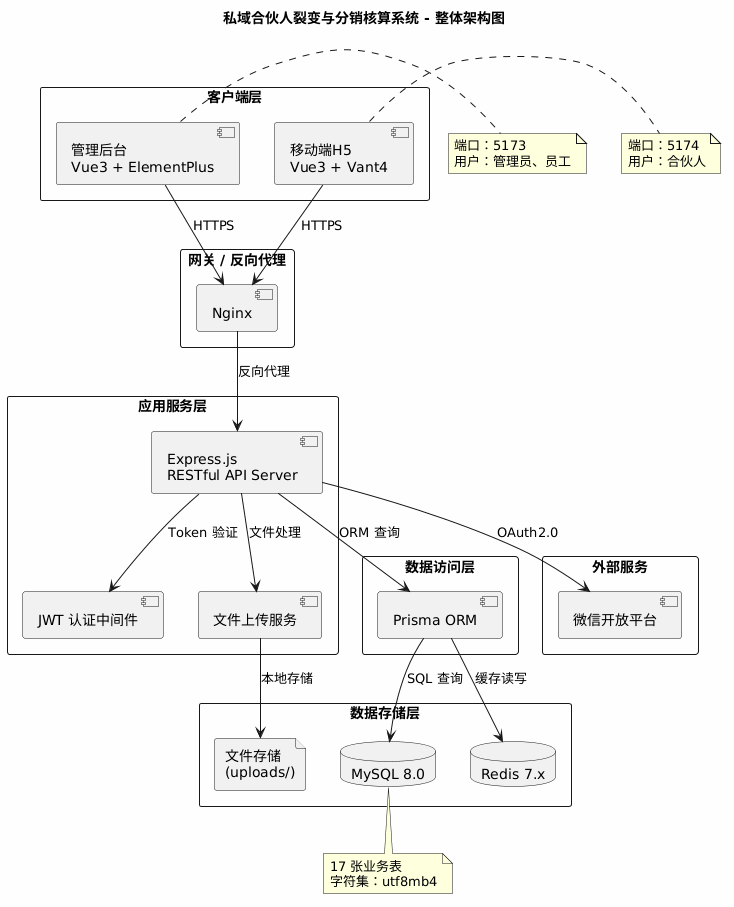 私域合伙人裂变与分销核算系统 - 整体架构图
客户端层
管理后台
Vue3 + ElementPlus
移动端H5
Vue3 + Vant4
端口：5173
用户：管理员、员工
端口：5174
用户：合伙人
HTTPS
HTTPS
网关 / 反向代理
Nginx
反向代理
应用服务层
Express.js
RESTful API Server
Token 验证
文件处理
ORM 查询
OAuth2.0
JWT 认证中间件
文件上传服务
数据访问层
Prisma ORM
外部服务
微信开放平台
本地存储
SQL 查询
缓存读写
数据存储层
文件存储
(uploads/)
MySQL 8.0
Redis 7.x
17 张业务表
字符集：utf8mb4